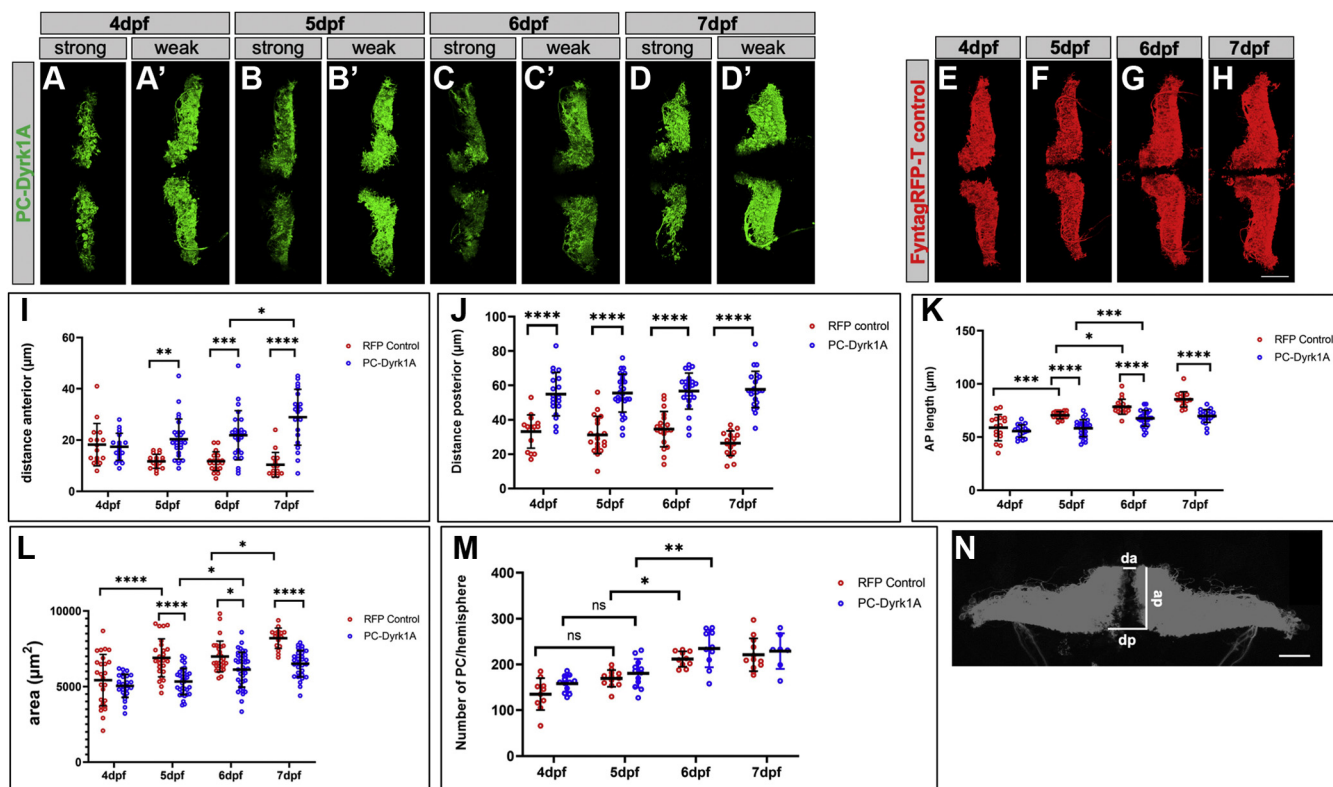 4dpf 5dpf 6dpf 7dpf
strong weak strong weak strong weak strong weak
4dpf 5dpf 6dpf 7dpf
PC-Dyrk1A
A A' B B' C C' D D'
FyntagRFP-T control
E F G H
I
distance anterior (μm)
60
40
20
0
** *** * ****
4dpf 5dpf 6dpf 7dpf
RFP Control
PC-Dyrk1A
J
Distance posterior (μm)
100
80
60
40
20
0
**** **** **** ****
4dpf 5dpf 6dpf 7dpf
RFP control
PC-Dyrk1A
K
AP length (μm)
150
100
50
0
***
*
*** **** **** ****
4dpf 5dpf 6dpf 7dpf
RFP Control
PC-Dyrk1A
L
area (μm²)
10000
5000
0
*
**** *
**** * ****
4dpf 5dpf 6dpf 7dpf
RFP Control
PC-Dyrk1A
M
Number of PC/hemisphere
400
300
200
100
0
**
*
ns
ns
4dpf 5dpf 6dpf 7dpf
RFP Control
PC-Dyrk1A
N
da
ap
dp